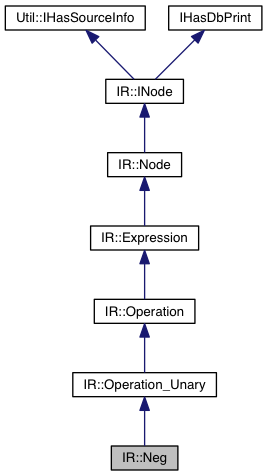 Util::IHasSourceInfo
IHasDbPrint
IR::INode
IR::Node
IR::Expression
IR::Operation
IR::Operation_Unary
IR::Neg